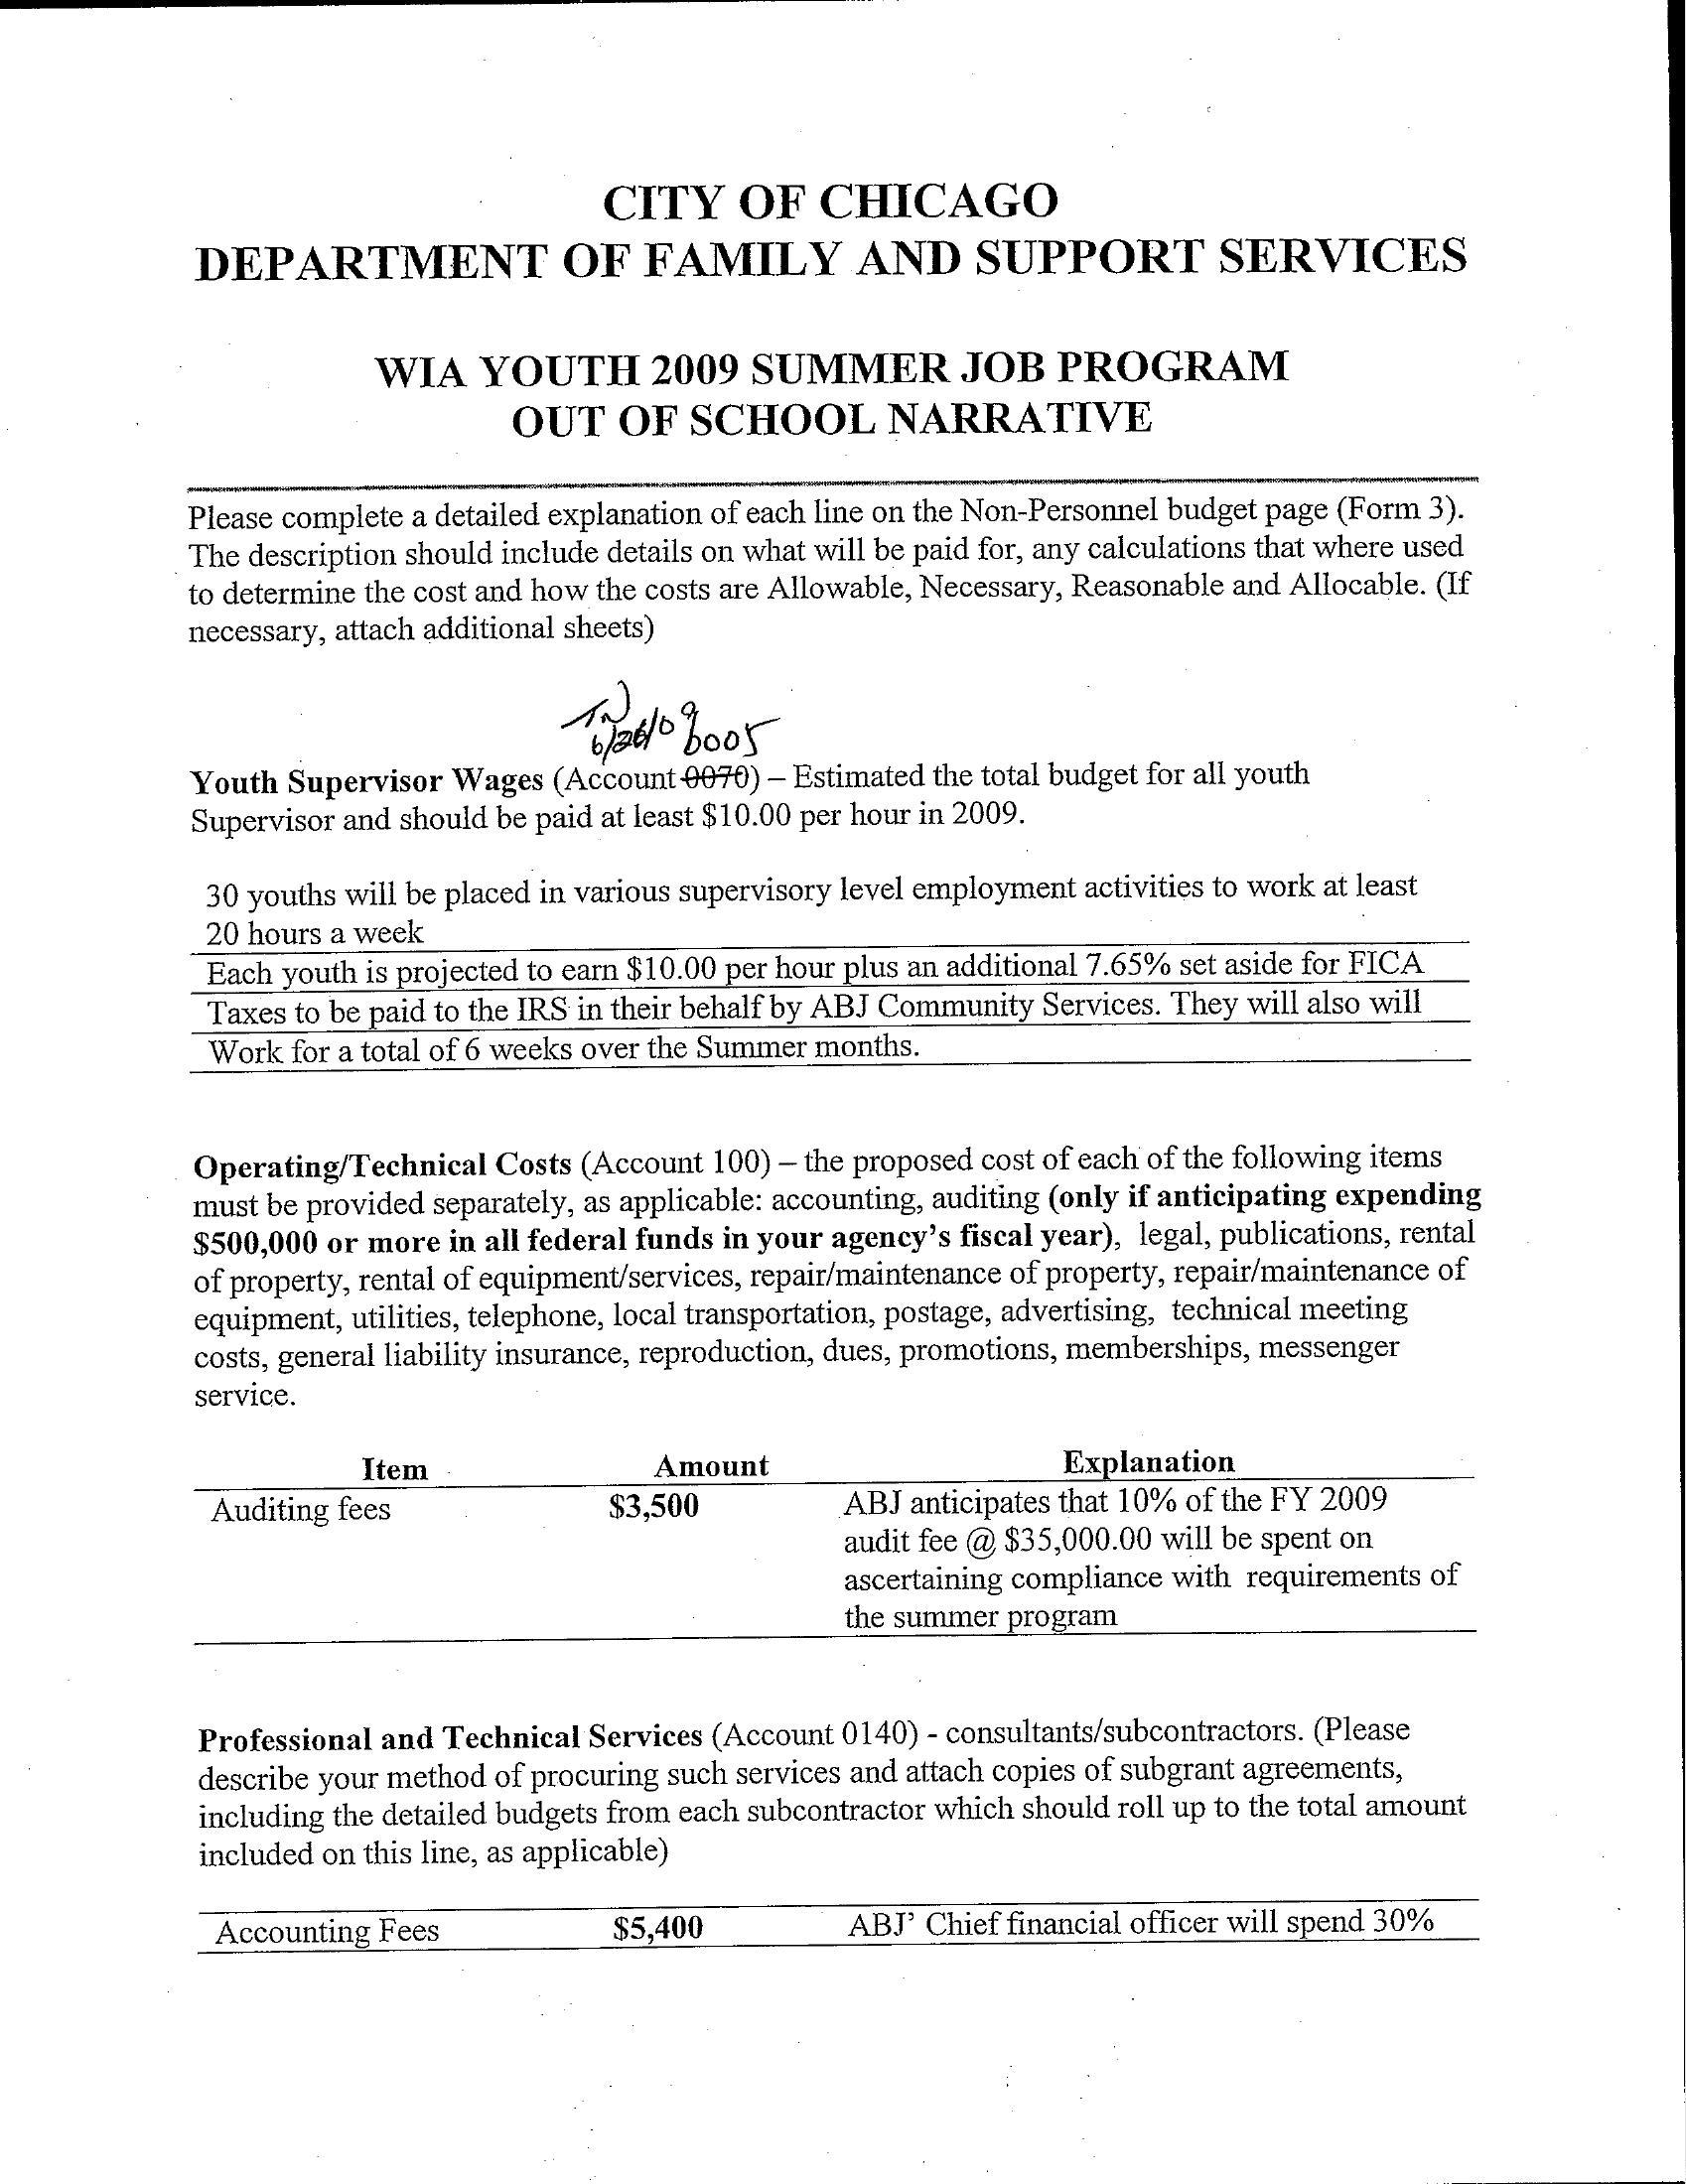 CITY OF CHICAGO
DEPARTMENT OF FAMILY AND SUPPORT SERVICES
WIA YOUTH 2009 SUMMER JOB PROGRAM
OUT OF SCHOOL NARRATIVE
Please complete a detailed explanation of each line on the Non-Personnel budget page (Form 3).
The description should include details on what will be paid for, any calculations that where used
to determine the cost and how the costs are Allowable, Necessary, Reasonable and Allocable. (If
necessary, attach additional sheets)
6/26/09 0005
Youth Supervisor Wages (Account 0070) – Estimated the total budget for all youth
Supervisor and should be paid at least $10.00 per hour in 2009.
30 youths will be placed in various supervisory level employment activities to work at least
20 hours a week
Each youth is projected to earn $10.00 per hour plus an additional 7.65% set aside for FICA
Taxes to be paid to the IRS in their behalf by ABJ Community Services. They will also will
Work for a total of 6 weeks over the Summer months.
Operating/Technical Costs (Account 100) – the proposed cost of each of the following items
must be provided separately, as applicable: accounting, auditing (only if anticipating expending
$500,000 or more in all federal funds in your agency's fiscal year), legal, publications, rental
of property, rental of equipment/services, repair/maintenance of property, repair/maintenance of
equipment, utilities, telephone, local transportation, postage, advertising, technical meeting
costs, general liability insurance, reproduction, dues, promotions, memberships, messenger
service.
Item Amount Explanation
Auditing fees $3,500 ABJ anticipates that 10% of the FY 2009
audit fee @ $35,000.00 will be spent on
ascertaining compliance with requirements of
the summer program
Professional and Technical Services (Account 0140) - consultants/subcontractors. (Please
describe your method of procuring such services and attach copies of subgrant agreements,
including the detailed budgets from each subcontractor which should roll up to the total amount
included on this line, as applicable)
Accounting Fees $5,400 ABJ' Chief financial officer will spend 30%